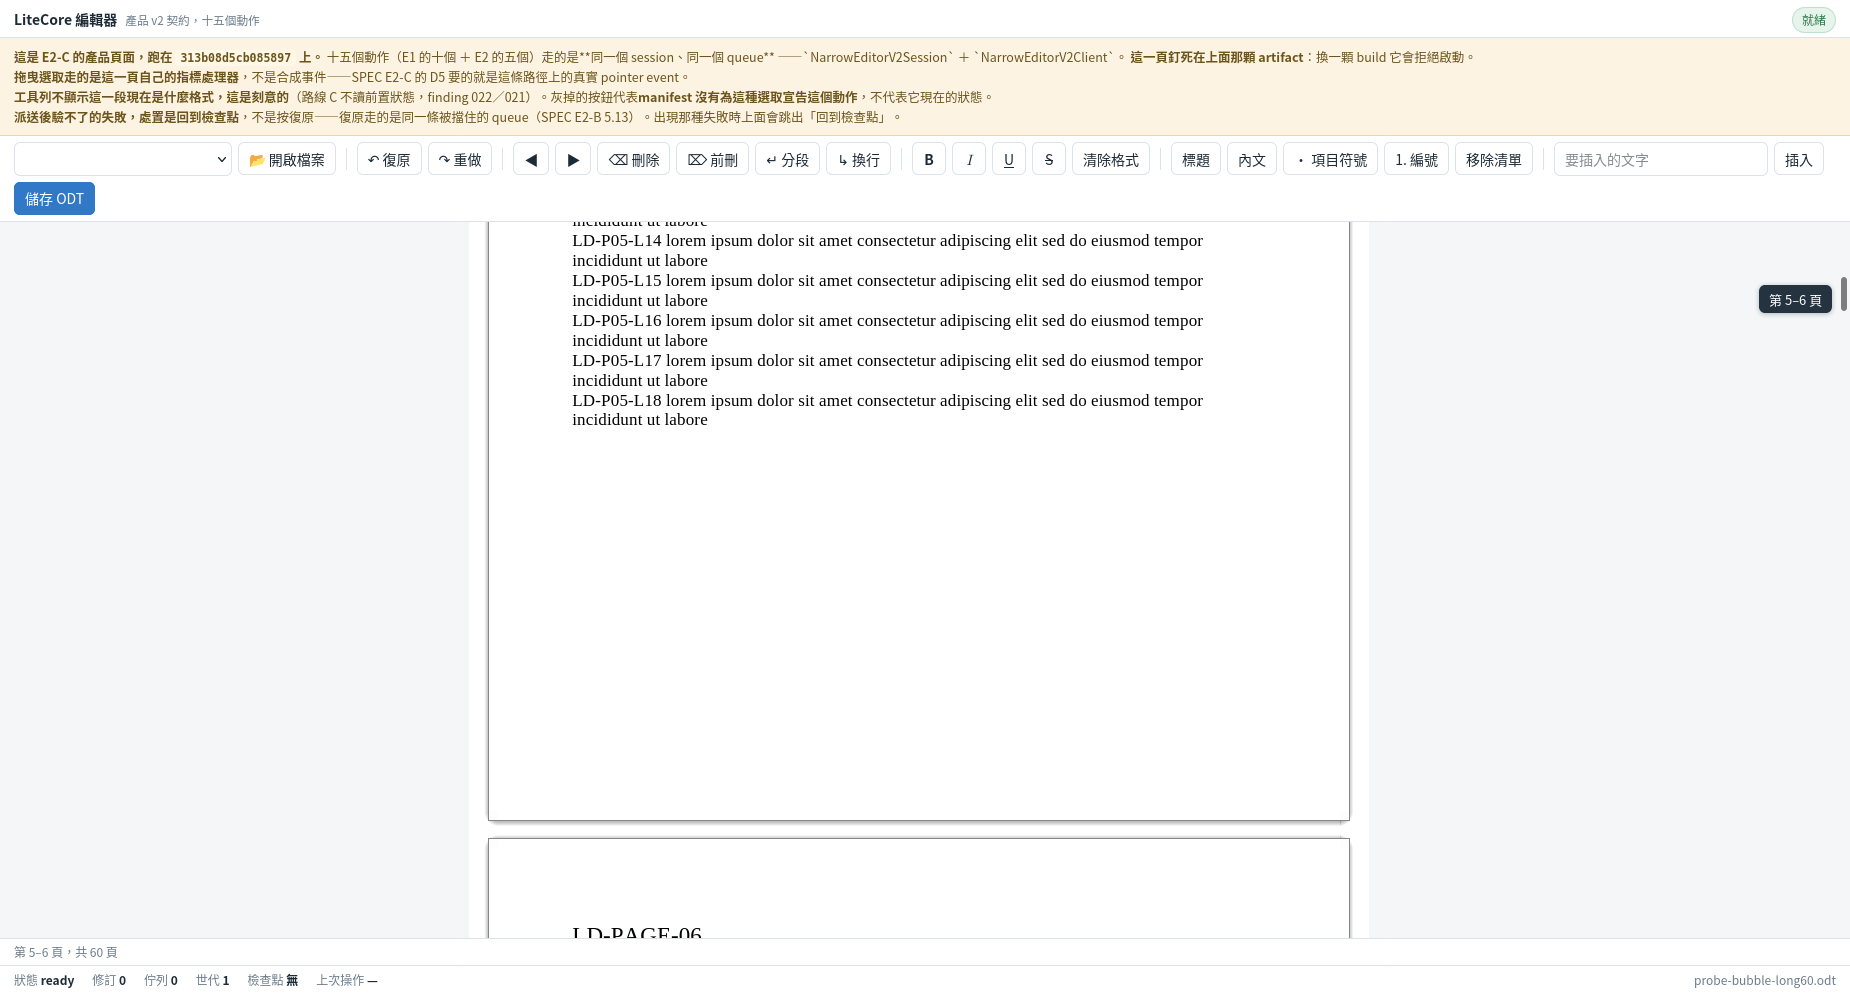 LiteCore 編輯器 產品 v2 契約，十五個動作 就緒
這是 E2-C 的產品頁面，跑在 313b08d5cb085897 上。 十五個動作（E1 的十個 ＋ E2 的五個）走的是**同一個 session、同一個 queue** ——`NarrowEditorV2Session` ＋ `NarrowEditorV2Client`。 這一頁釘死在上面那顆 artifact：換一顆 build 它會拒絕啟動。
拖曳選取走的是這一頁自己的指標處理器，不是合成事件——SPEC E2-C 的 D5 要的就是這條路徑上的真實 pointer event。
工具列不顯示這一段現在是什麼格式，這是刻意的（路線 C 不讀前置狀態，finding 022／021）。灰掉的按鈕代表manifest 沒有為這種選取宣告這個動作，不代表它現在的狀態。
派送後驗不了的失敗，處置是回到檢查點，不是按復原——復原走的是同一條被擋住的 queue（SPEC E2-B 5.13）。出現那種失敗時上面會跳出「回到檢查點」。
📂 開啟檔案 ↶ 復原 ↷ 重做 ◀ ▶ ⌫ 刪除 ⌦ 前刪 ↵ 分段 ↳ 換行 B I U S 清除格式 標題 內文 • 項目符號 1. 編號 移除清單 要插入的文字 插入
儲存 ODT
incididunt ut labore
LD-P05-L14 lorem ipsum dolor sit amet consectetur adipiscing elit sed do eiusmod tempor
incididunt ut labore
LD-P05-L15 lorem ipsum dolor sit amet consectetur adipiscing elit sed do eiusmod tempor
incididunt ut labore
第 5–6 頁
LD-P05-L16 lorem ipsum dolor sit amet consectetur adipiscing elit sed do eiusmod tempor
incididunt ut labore
LD-P05-L17 lorem ipsum dolor sit amet consectetur adipiscing elit sed do eiusmod tempor
incididunt ut labore
LD-P05-L18 lorem ipsum dolor sit amet consectetur adipiscing elit sed do eiusmod tempor
incididunt ut labore
LD-PAGE-06
第 5–6 頁，共 60 頁
狀態 ready 修訂 0 佇列 0 世代 1 檢查點 無 上次操作 — probe-bubble-long60.odt